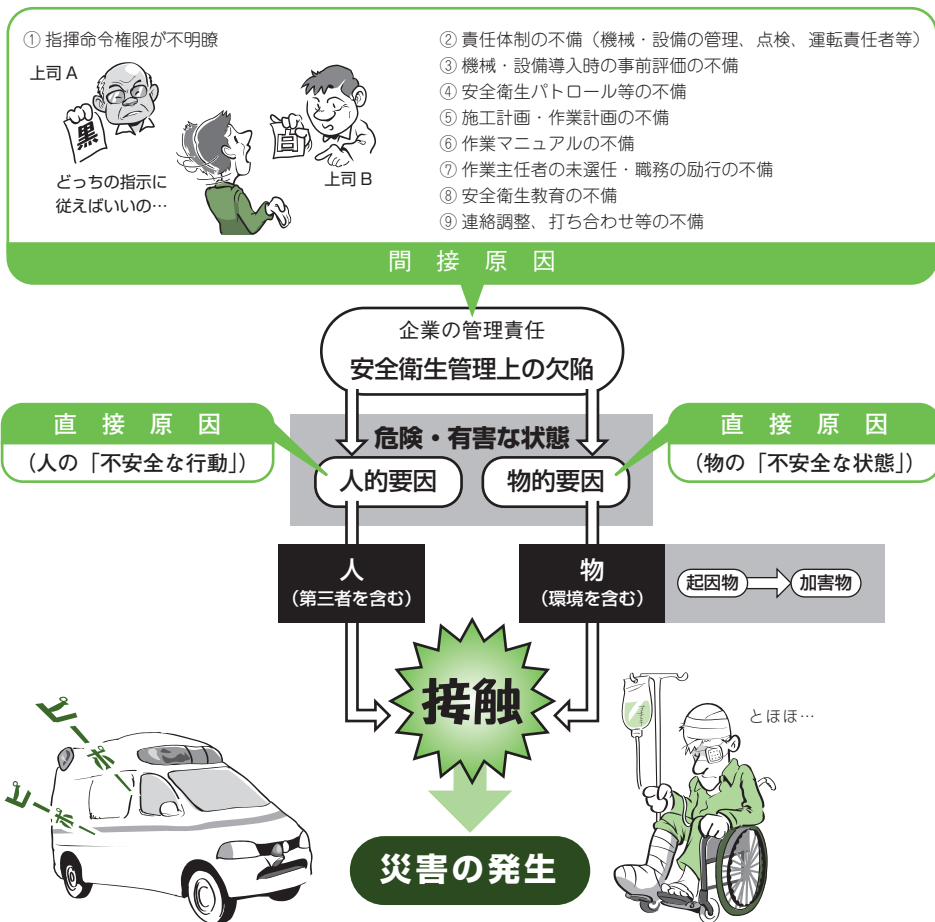 ① 指揮命令権限が不明瞭
上司 A
黒
白
上司 B
どっちの指示に
従えばいいの…
② 責任体制の不備（機械・設備の管理、点検、運転責任者等）
③ 機械・設備導入時の事前評価の不備
④ 安全衛生パトロール等の不備
⑤ 施工計画・作業計画の不備
⑥ 作業マニュアルの不備
⑦ 作業主任者の未選任・職務の励行の不備
⑧ 安全衛生教育の不備
⑨ 連絡調整、打ち合わせ等の不備
間接原因
企業の管理責任
安全衛生管理上の欠陥
直接原因
（人の「不安全な行動」）
危険・有害な状態
人的要因
物的要因
直接原因
（物の「不安全な状態」）
人
（第三者を含む）
物
（環境を含む）
起因物
加害物
接触
ピーポー
ピーポー
とほほ…
災害の発生